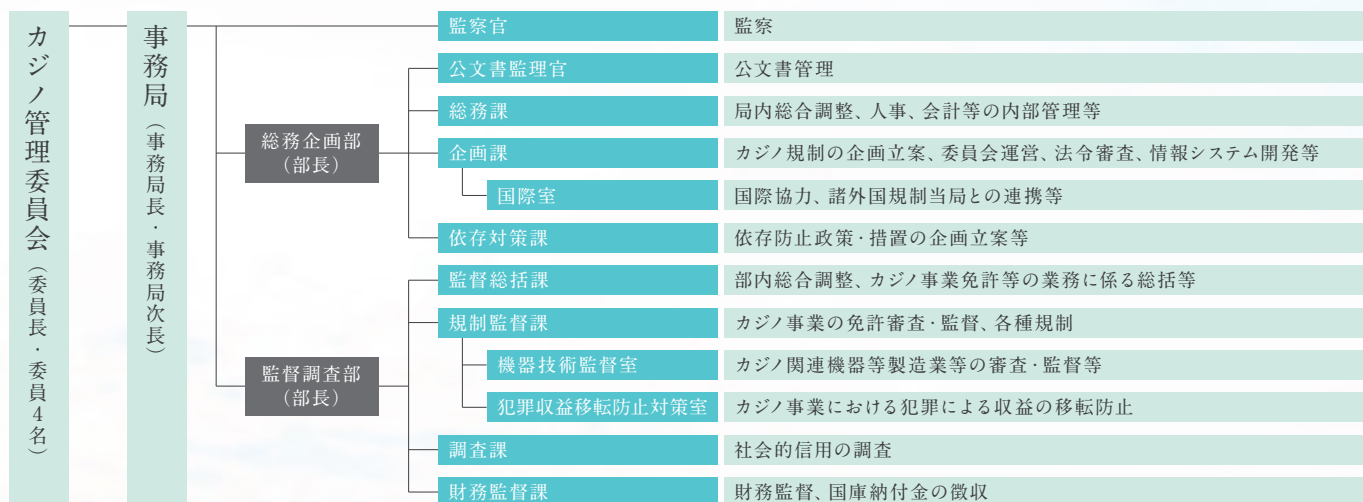 カジノ管理委員会（委員長・委員4名）
事務局（事務局長・事務局次長）
監察官 監察
総務企画部
（部長）
公文書監理官 公文書管理
総務課 局内総合調整、人事、会計等の内部管理等
企画課 カジノ規制の企画立案、委員会運営、法令審査、情報システム開発等
国際室 国際協力、諸外国規制当局との連携等
依存対策課 依存防止政策・措置の企画立案等
監督調査部
（部長）
監督総括課 部内総合調整、カジノ事業免許等の業務に係る総括等
規制監督課 カジノ事業の免許審査・監督、各種規制
機器技術監督室 カジノ関連機器等製造業等の審査・監督等
犯罪収益移転防止対策室 カジノ事業における犯罪による収益の移転防止
調査課 社会的信用の調査
財務監督課 財務監督、国庫納付金の徴収